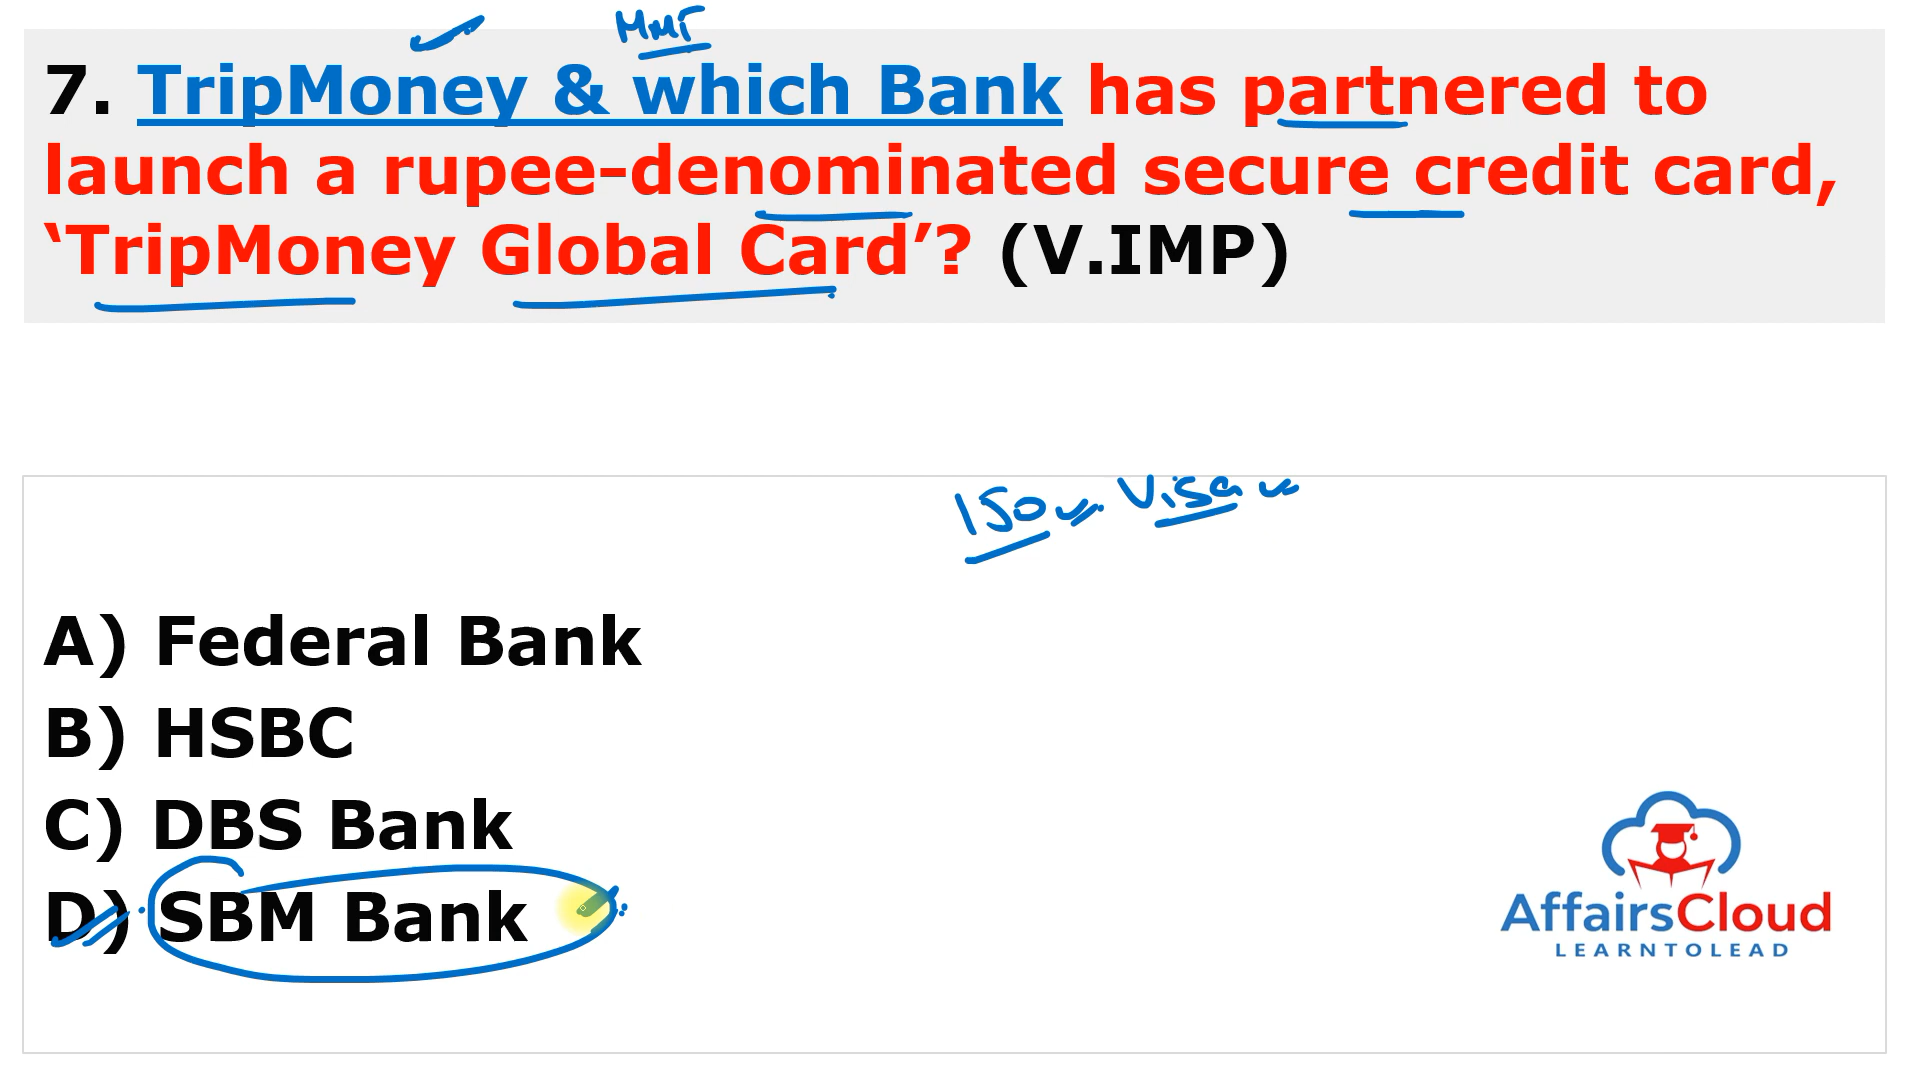 MMT
7. TripMoney & which Bank has partnered to
launch a rupee-denominated secure credit card,
‘TripMoney Global Card’? (V.IMP)
150 Visa
A) Federal Bank
B) HSBC
C) DBS Bank
D) SBM Bank
AffairsCloud
LEARNTOLEAD